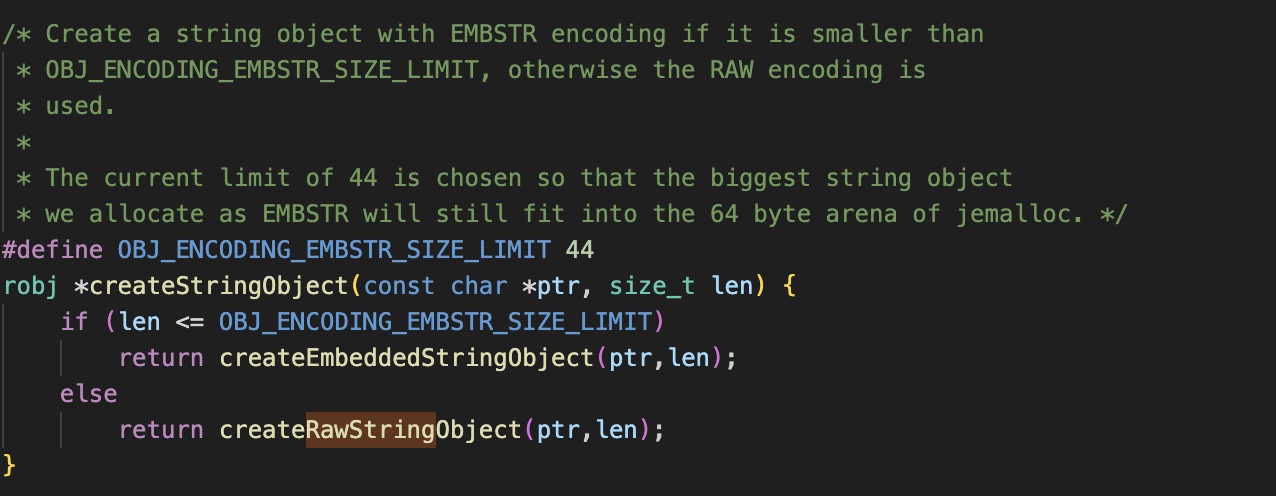 /* Create a string object with EMBSTR encoding if it is smaller than
 * OBJ_ENCODING_EMBSTR_SIZE_LIMIT, otherwise the RAW encoding is
 * used.
 *
 * The current limit of 44 is chosen so that the biggest string object
 * we allocate as EMBSTR will still fit into the 64 byte arena of jemalloc. */
#define OBJ_ENCODING_EMBSTR_SIZE_LIMIT 44
robj *createStringObject(const char *ptr, size_t len) {
    if (len <= OBJ_ENCODING_EMBSTR_SIZE_LIMIT)
        return createEmbeddedStringObject(ptr,len);
    else
        return createRawStringObject(ptr,len);
}